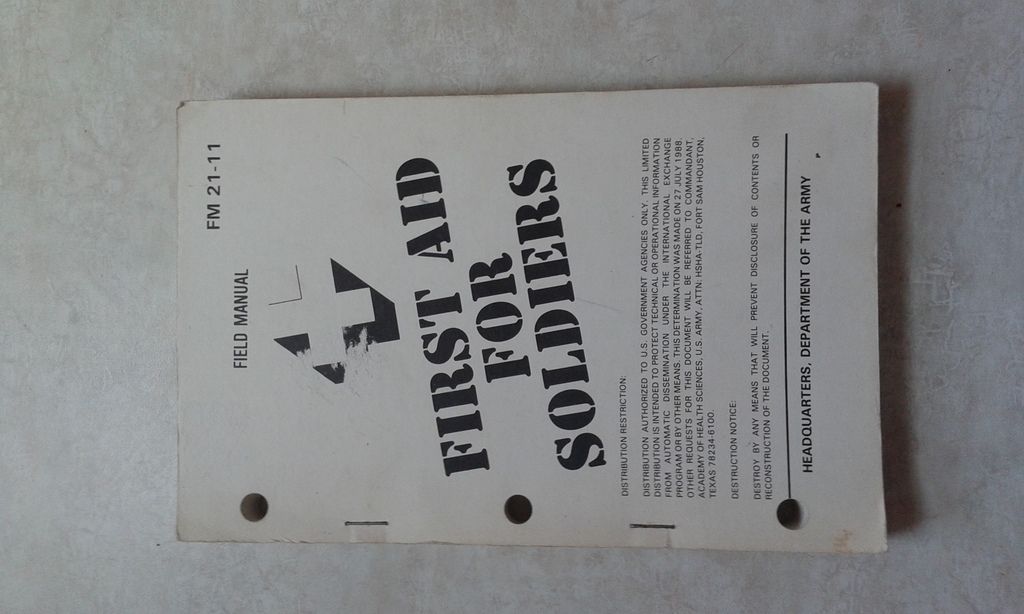 FM 21-11
FIELD MANUAL
FIRST AID
FOR
SOLDIERS
DISTRIBUTION RESTRICTION:
DISTRIBUTION AUTHORIZED TO U.S. GOVERNMENT AGENCIES ONLY. THIS LIMITED
DISTRIBUTION IS INTENDED TO PROTECT TECHNICAL OR OPERATIONAL INFORMATION
FROM AUTOMATIC DISSEMINATION UNDER THE INTERNATIONAL EXCHANGE
PROGRAM OR BY OTHER MEANS. THIS DETERMINATION WAS MADE ON 27 JULY 1988.
OTHER REQUESTS FOR THIS DOCUMENT WILL BE REFERRED TO COMMANDANT,
ACADEMY OF HEALTH SCIENCES, U.S. ARMY, ATTN: HSHA-TLD, FORT SAM HOUSTON,
TEXAS 78234-6100.
DESTRUCTION NOTICE:
DESTROY BY ANY MEANS THAT WILL PREVENT DISCLOSURE OF CONTENTS OR
RECONSTRUCTION OF THE DOCUMENT.
HEADQUARTERS, DEPARTMENT OF THE ARMY